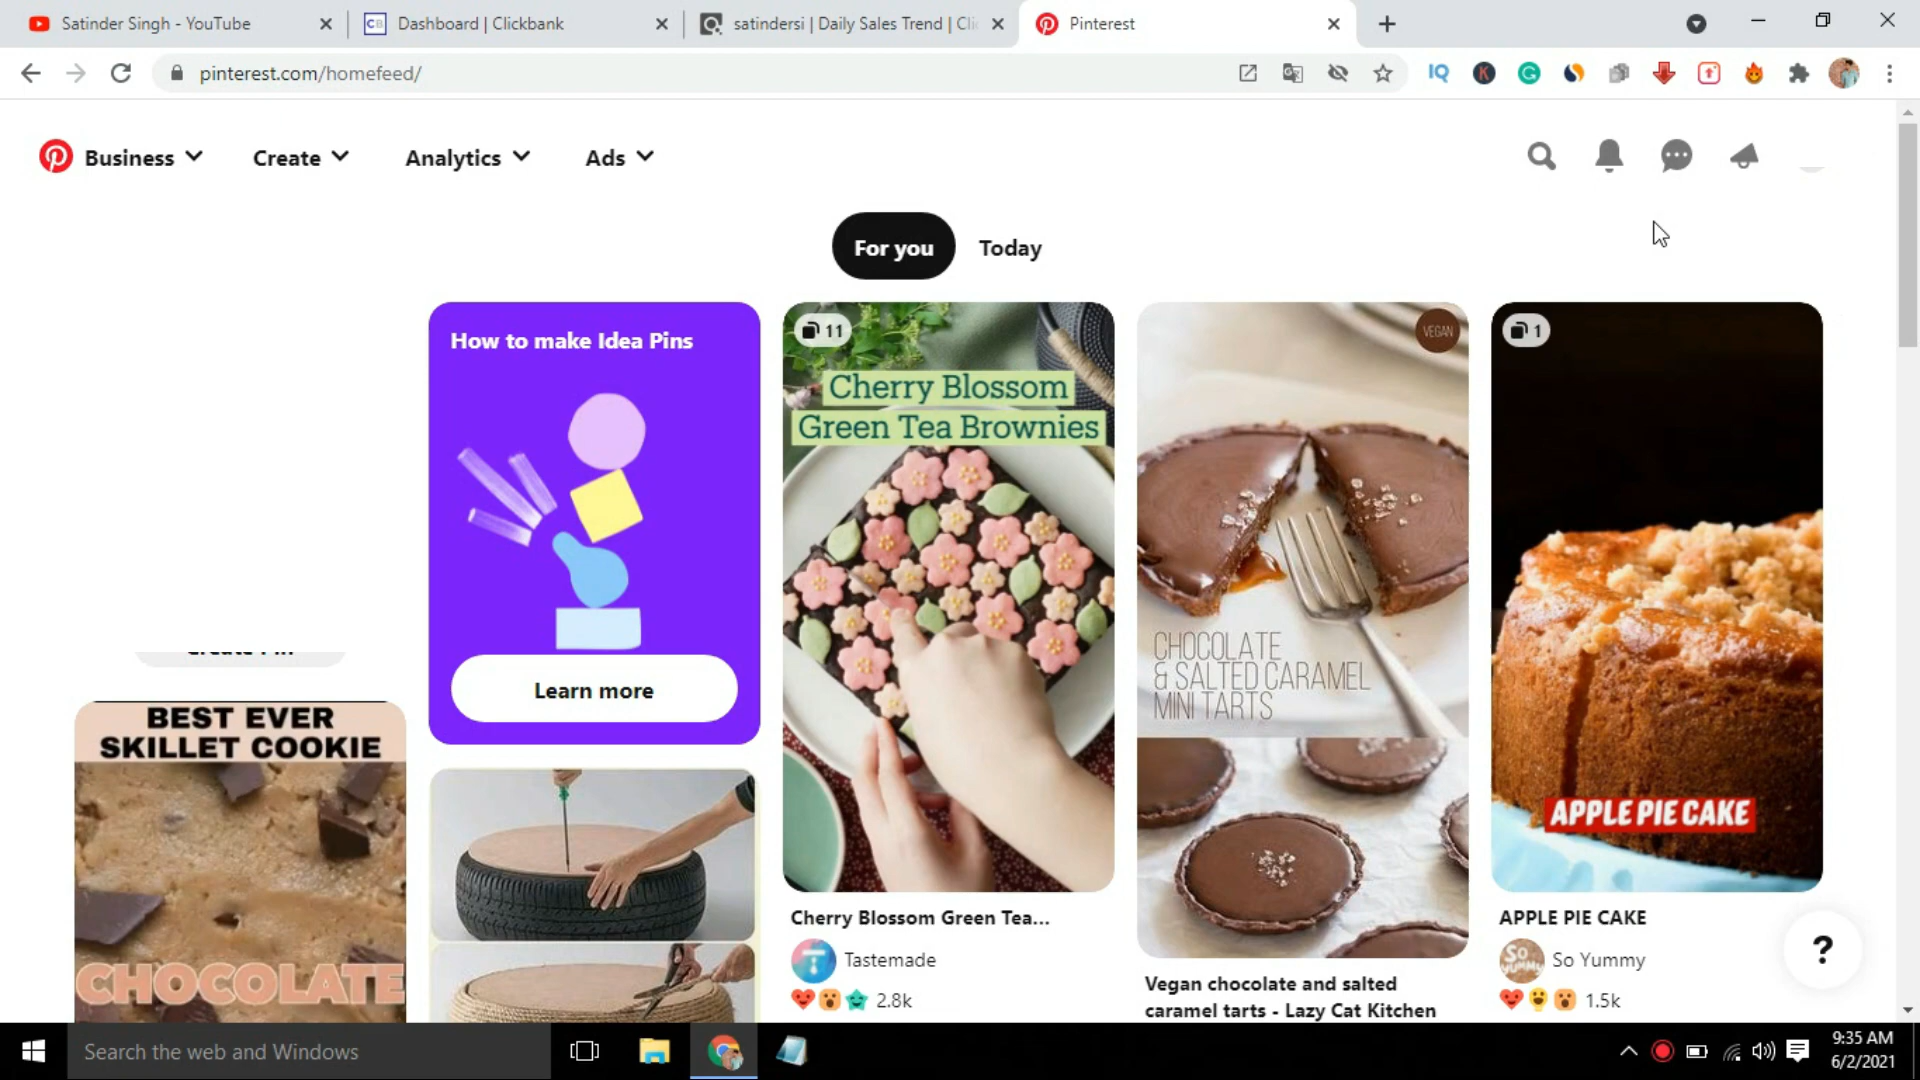 Satinder Singh - YouTube
Dashboard | Clickbank
satindersi | Daily Sales Trend | Cli
Pinterest
pinterest.com/homefeed/
IQ
Business
Create
Analytics
Ads
For you
Today
How to make Idea Pins
Learn more
11
Cherry Blossom
Green Tea Brownies
Cherry Blossom Green Tea...
Tastemade
2.8k
VEGAN
CHOCOLATE
& SALTED CARAMEL
MINI TARTS
Vegan chocolate and salted
caramel tarts - Lazy Cat Kitchen
1
APPLE PIE CAKE
APPLE PIE CAKE
So Yummy
1.5k
BEST EVER
SKILLET COOKIE
CHOCOLATE
?
Search the web and Windows
9:35 AM
6/2/2021